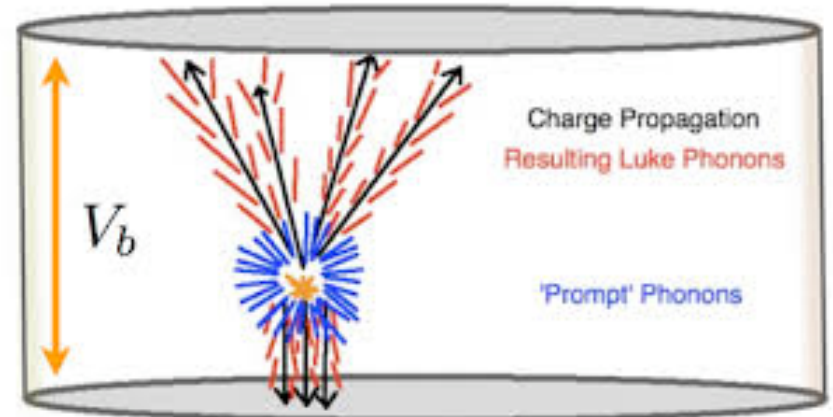 Charge Propagation
Resulting Luke Phonons
V_b
'Prompt' Phonons